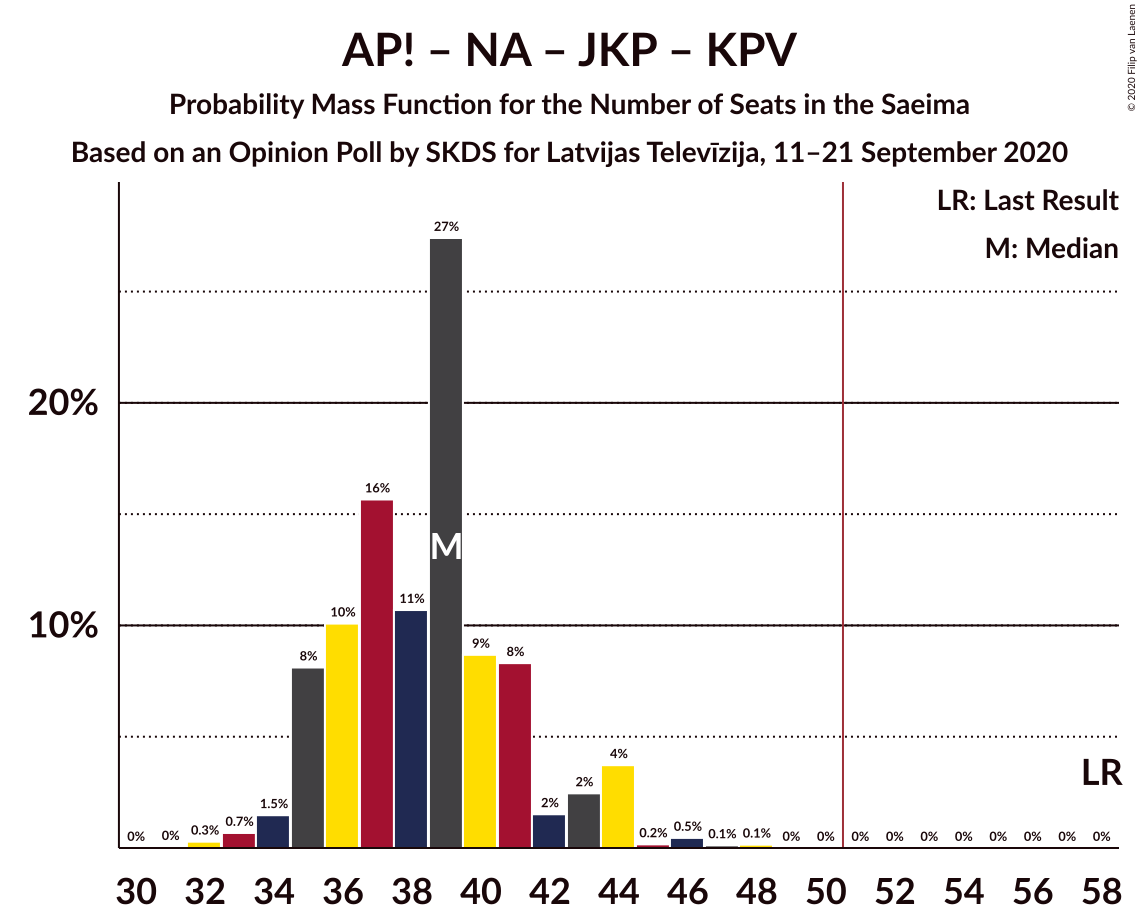 AP! – NA – JKP – KPV
Probability Mass Function for the Number of Seats in the Saeima
Based on an Opinion Poll by SKDS for Latvijas Televīzija, 11–21 September 2020
© 2020 Filip van Laenen
LR: Last Result
M: Median
27%
20%
16%
M
11%
10%
10%
9%
8%
8%
4%
LR
1.5%
2%
2%
0% 0% 0.3% 0.7% 0.2% 0.5% 0.1% 0.1% 0% 0% 0% 0% 0% 0% 0% 0% 0% 0%
30 32 34 36 38 40 42 44 46 48 50 52 54 56 58